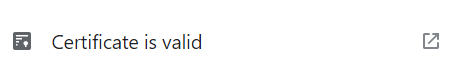 Certificate is valid